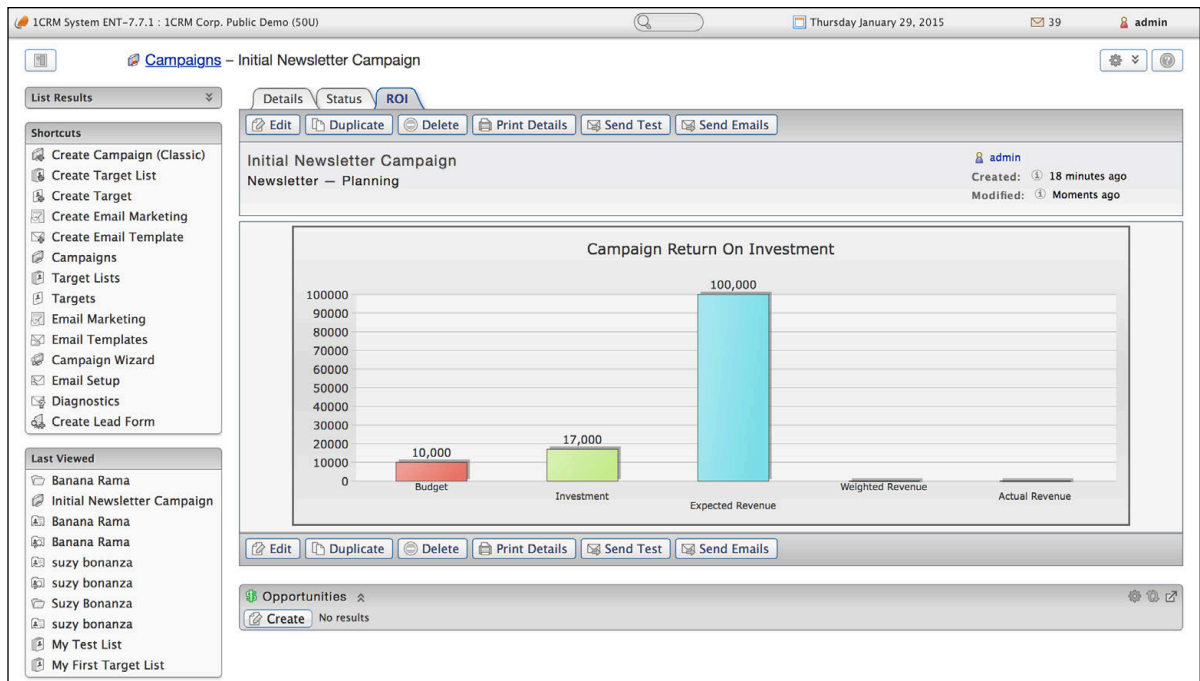 1CRM System ENT-7.7.1 : 1CRM Corp. Public Demo (50U)
Thursday January 29, 2015
39
admin
Campaigns – Initial Newsletter Campaign
List Results
Shortcuts
Create Campaign (Classic)
Create Target List
Create Target
Create Email Marketing
Create Email Template
Campaigns
Target Lists
Targets
Email Marketing
Email Templates
Campaign Wizard
Email Setup
Diagnostics
Create Lead Form
Last Viewed
Banana Rama
Initial Newsletter Campaign
Banana Rama
Banana Rama
suzy bonanza
suzy bonanza
Suzy Bonanza
suzy bonanza
My Test List
My First Target List
Details Status ROI
Edit Duplicate Delete Print Details Send Test Send Emails
Initial Newsletter Campaign
Newsletter — Planning
admin
Created: 18 minutes ago
Modified: Moments ago
Campaign Return On Investment
100,000
100000
90000
80000
70000
60000
50000
40000
30000
20000
10000
0
17,000
10,000
Budget
Investment
Expected Revenue
Weighted Revenue
Actual Revenue
Edit Duplicate Delete Print Details Send Test Send Emails
Opportunities
Create No results